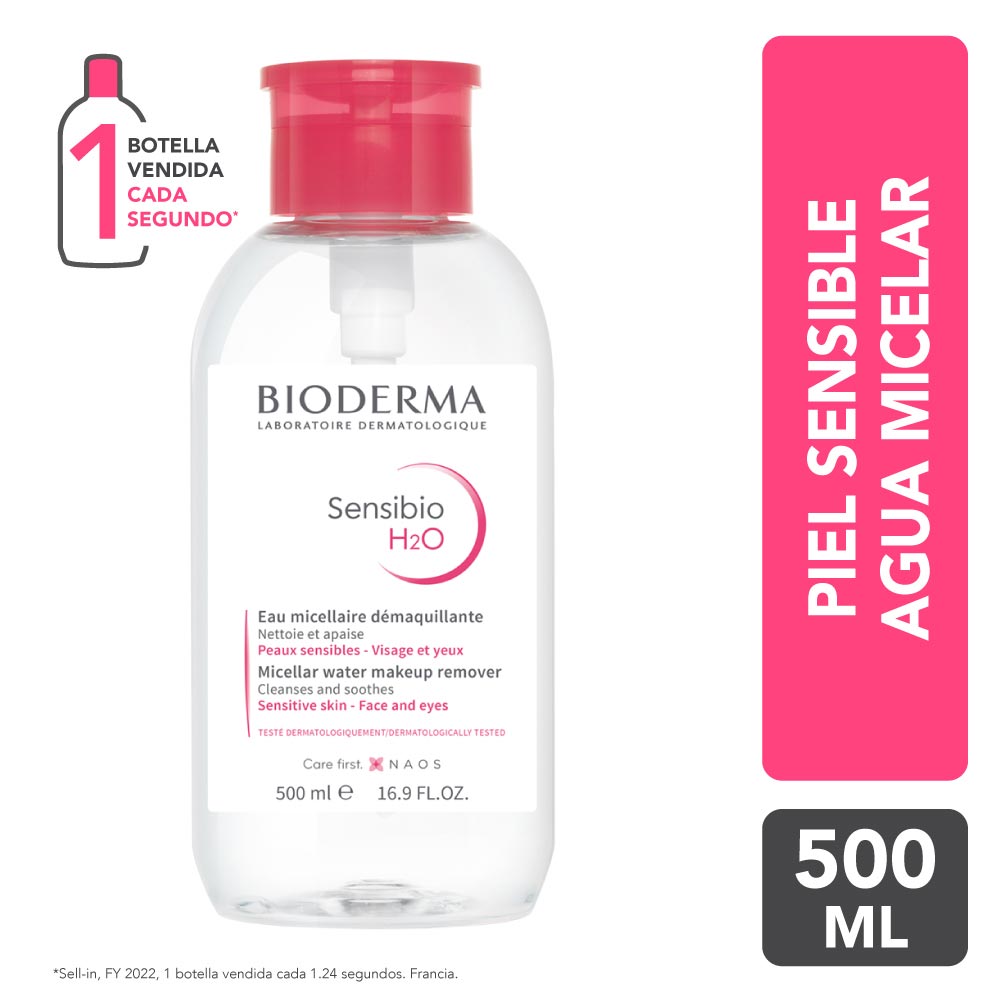 1
BOTELLA
VENDIDA
CADA
SEGUNDO*
BIODERMA
LABORATOIRE DERMATOLOGIQUE
Sensibio
H2O
Eau micellaire démaquillante
Nettoie et apaise
Peaux sensibles - Visage et yeux
Micellar water makeup remover
Cleanses and soothes
Sensitive skin - Face and eyes
TESTÉ DERMATOLOGIQUEMENT/DERMATOLOGICALLY TESTED
Care first. NAOS
500 ml ℮ 16.9 FL.OZ.
PIEL SENSIBLE
AGUA MICELAR
500
ML
*Sell-in, FY 2022, 1 botella vendida cada 1.24 segundos. Francia.